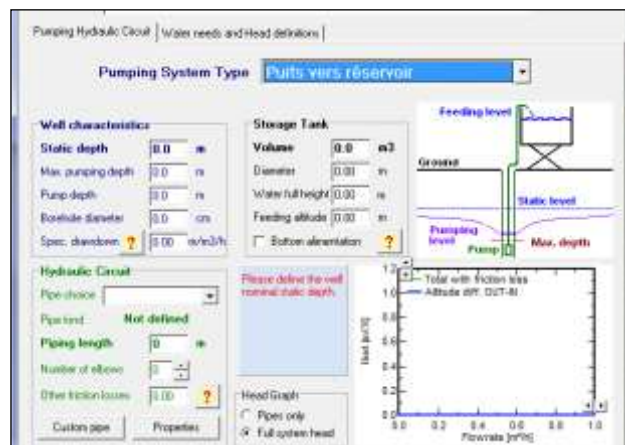 Pumping Hydraulic Circuit
Water needs and Head definitions
Pumping System Type
Puits vers réservoir
Well characteristics
Static depth 0.0 m
Max. pumping depth 0.0 m
Pump depth 0.0 m
Borehole diameter 0.0 cm
Spec. drawdown ? 0.00 m/m3/h
Storage Tank
Volume 0.0 m3
Diameter 0.00 m
Water full height 0.00 m
Feeding altitude 0.00 m
Bottom alimentation ?
Feeding level
Ground
Static level
Pumping level
Max. depth
Pump
Hydraulic Circuit
Pipe choice
Pipe kind Not defined
Piping length 0 m
Number of elbows 0
Other friction losses 0.00 ?
Custom pipe
Properties
Please define the well
nominal static depth.
Head Graph
Pipes only
Full system head
Total with friction loss
Altitude diff. OUT-IN
1.2
1.0
0.8
0.6
0.4
0.2
0.0
0.0 0.2 0.4 0.6 0.8 1.0
Flowrate [m³/h]